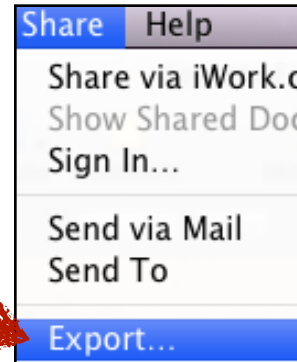 Share Help
Share via iWork.c
Show Shared Doc
Sign In...
Send via Mail
Send To
Export...